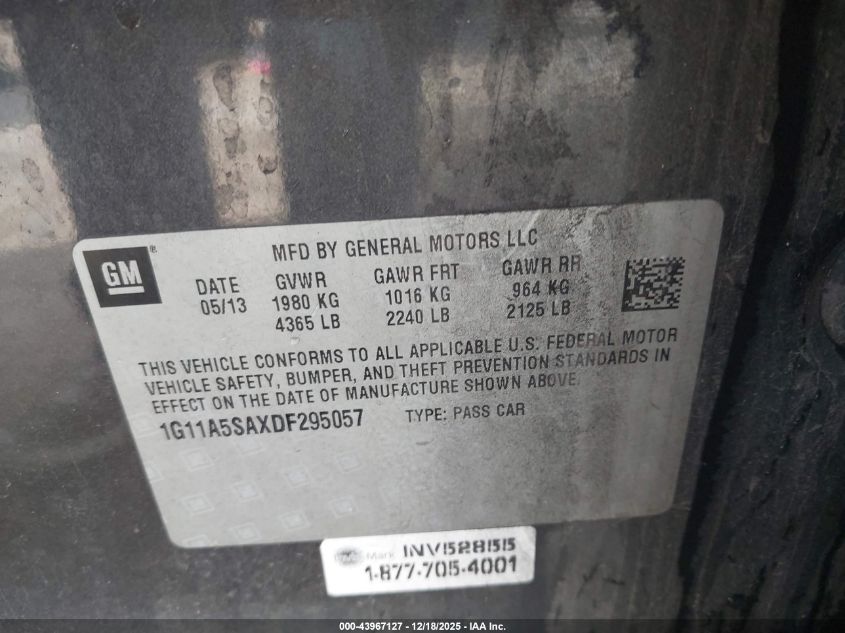 GM
®
MFD BY GENERAL MOTORS LLC
DATE GVWR GAWR FRT GAWR RR
05/13 1980 KG 1016 KG 964 KG
4365 LB 2240 LB 2125 LB
THIS VEHICLE CONFORMS TO ALL APPLICABLE U.S. FEDERAL MOTOR
VEHICLE SAFETY, BUMPER, AND THEFT PREVENTION STANDARDS IN
EFFECT ON THE DATE OF MANUFACTURE SHOWN ABOVE.
1G11A5SAXDF295057 TYPE: PASS CAR
Mark INV52855
1-877-705-4001
000-43967127 - 12/18/2025 - IAA Inc.